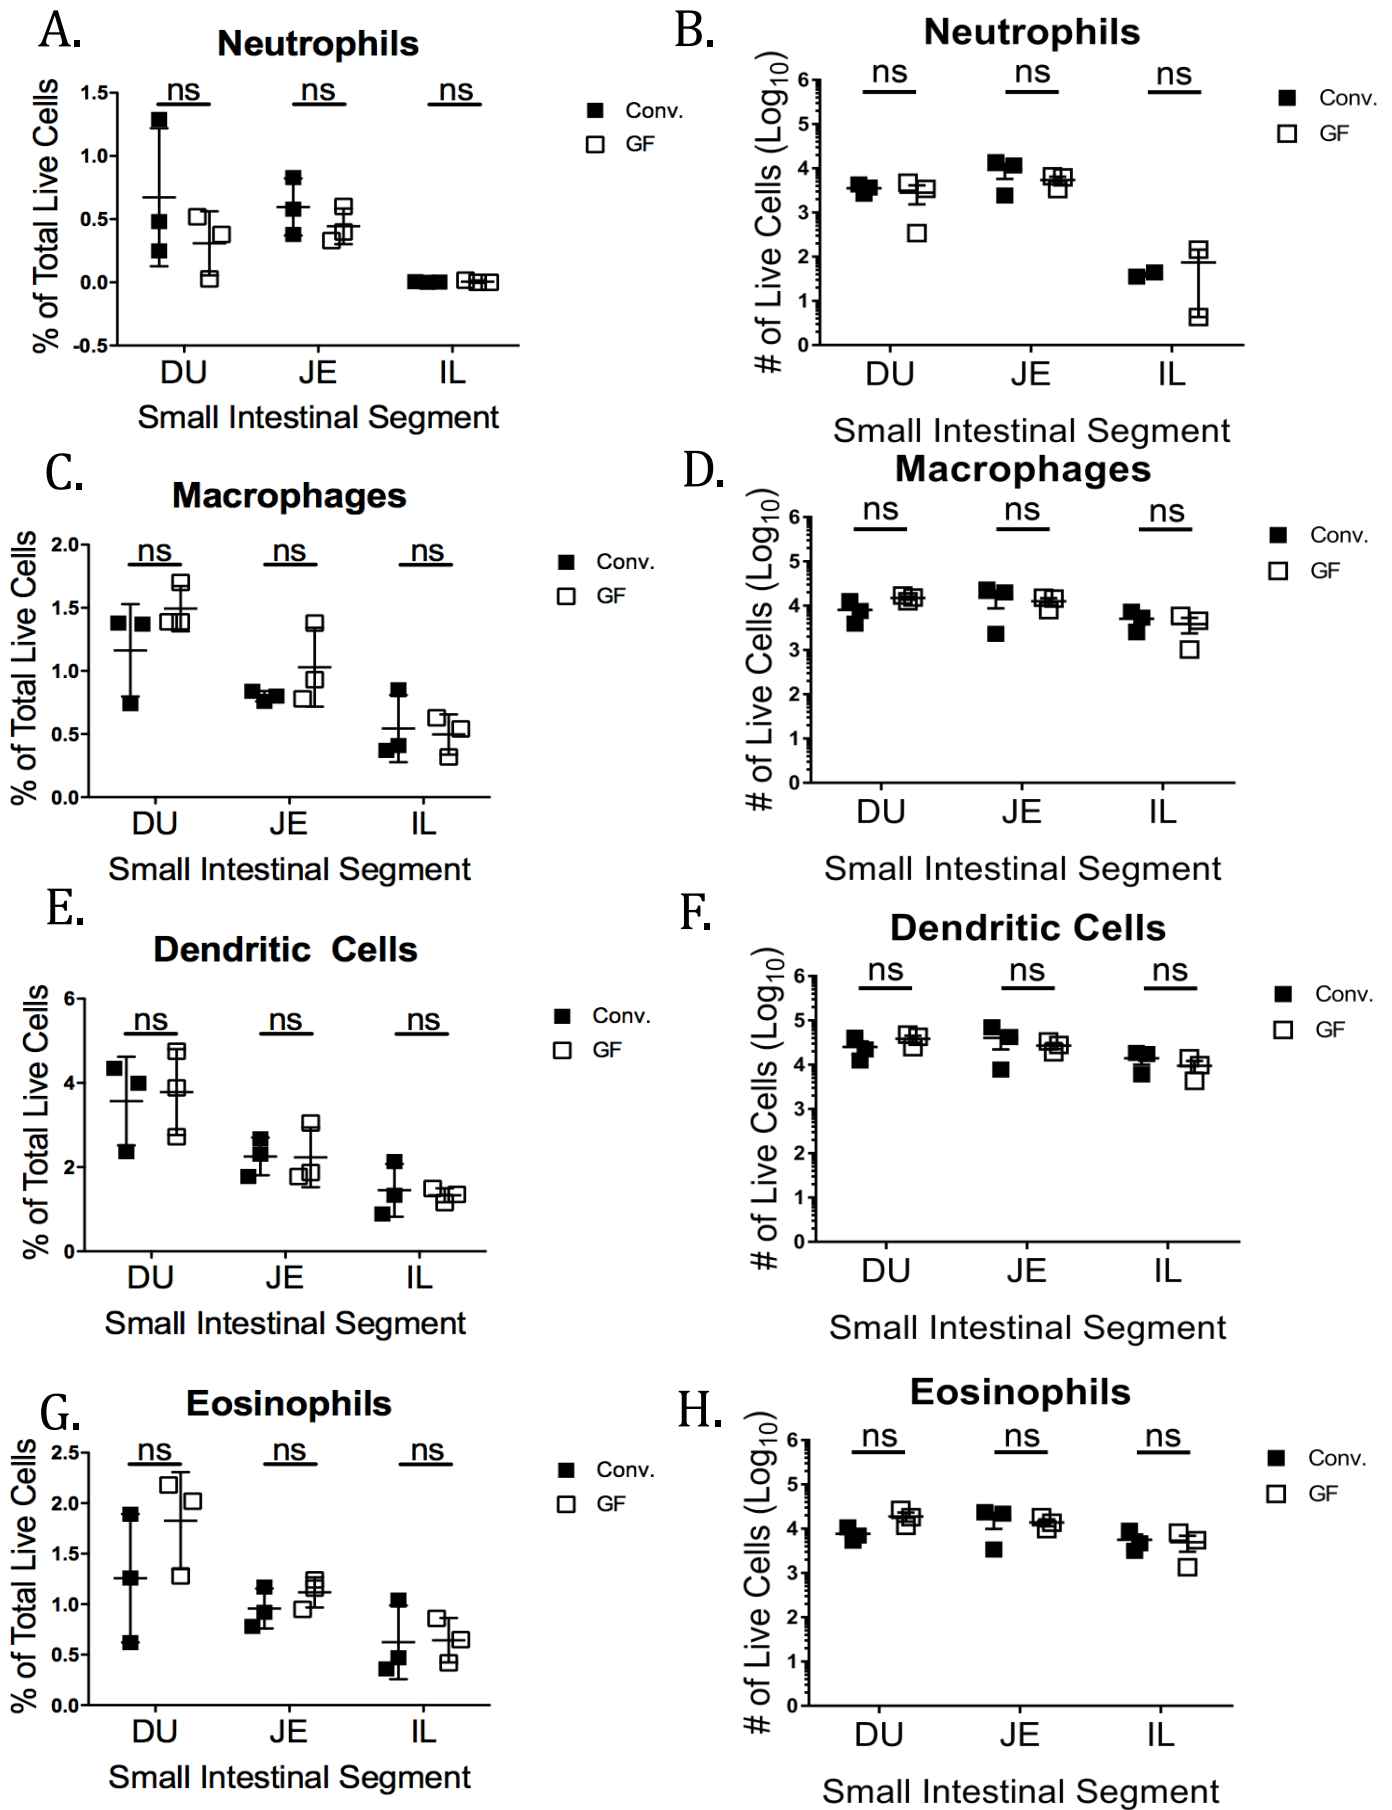 A.
Neutrophils
% of Total Live Cells
1.5
1.0
0.5
0.0
-0.5
ns ns ns
Conv.
GF
DU JE IL
Small Intestinal Segment
B.
Neutrophils
# of Live Cells (Log10)
6
5
4
3
2
1
0
ns ns ns
Conv.
GF
DU JE IL
Small Intestinal Segment
C.
Macrophages
% of Total Live Cells
2.0
1.5
1.0
0.5
0.0
ns ns ns
Conv.
GF
DU JE IL
Small Intestinal Segment
D.
Macrophages
# of Live Cells (Log10)
6
5
4
3
2
1
0
ns ns ns
Conv.
GF
DU JE IL
Small Intestinal Segment
E.
Dendritic Cells
% of Total Live Cells
6
4
2
0
ns ns ns
Conv.
GF
DU JE IL
Small Intestinal Segment
F.
Dendritic Cells
# of Live Cells (Log10)
6
5
4
3
2
1
0
ns ns ns
Conv.
GF
DU JE IL
Small Intestinal Segment
G.
Eosinophils
% of Total Live Cells
2.5
2.0
1.5
1.0
0.5
0.0
ns ns ns
Conv.
GF
DU JE IL
Small Intestinal Segment
H.
Eosinophils
# of Live Cells (Log10)
6
5
4
3
2
1
0
ns ns ns
Conv.
GF
DU JE IL
Small Intestinal Segment